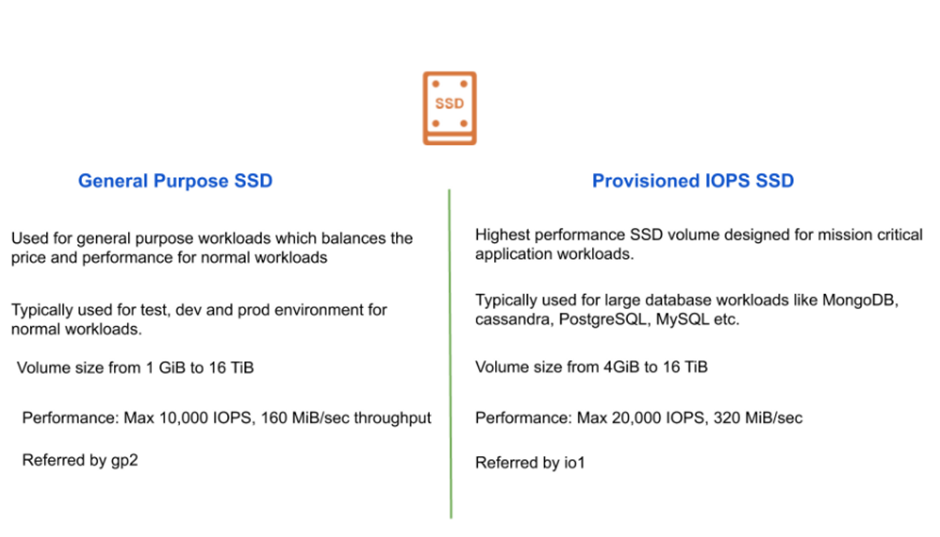 SSD
General Purpose SSD
Used for general purpose workloads which balances the
price and performance for normal workloads
Typically used for test, dev and prod environment for
normal workloads.
Volume size from 1 GiB to 16 TiB
Performance: Max 10,000 IOPS, 160 MiB/sec throughput
Referred by gp2
Provisioned IOPS SSD
Highest performance SSD volume designed for mission critical
application workloads.
Typically used for large database workloads like MongoDB,
cassandra, PostgreSQL, MySQL etc.
Volume size from 4GiB to 16 TiB
Performance: Max 20,000 IOPS, 320 MiB/sec
Referred by io1